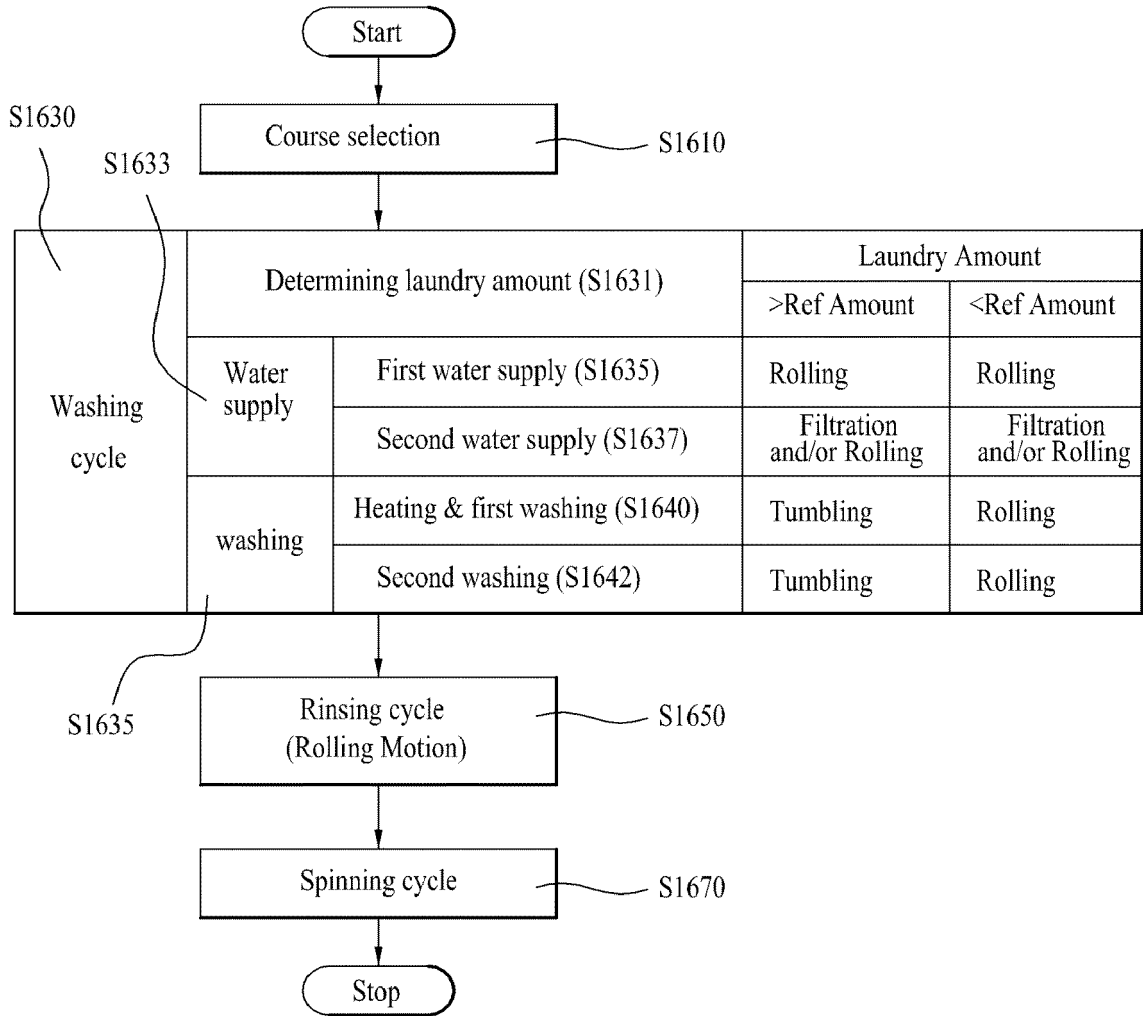 Start
S1630
Course selection
S1610
S1633
Determining laundry amount (S1631)
Laundry Amount
>Ref Amount
<Ref Amount
Washing
cycle
Water
supply
First water supply (S1635)
Rolling
Rolling
Second water supply (S1637)
Filtration
and/or Rolling
Filtration
and/or Rolling
washing
Heating & first washing (S1640)
Tumbling
Rolling
Second washing (S1642)
Tumbling
Rolling
S1635
Rinsing cycle
(Rolling Motion)
S1650
Spinning cycle
S1670
Stop